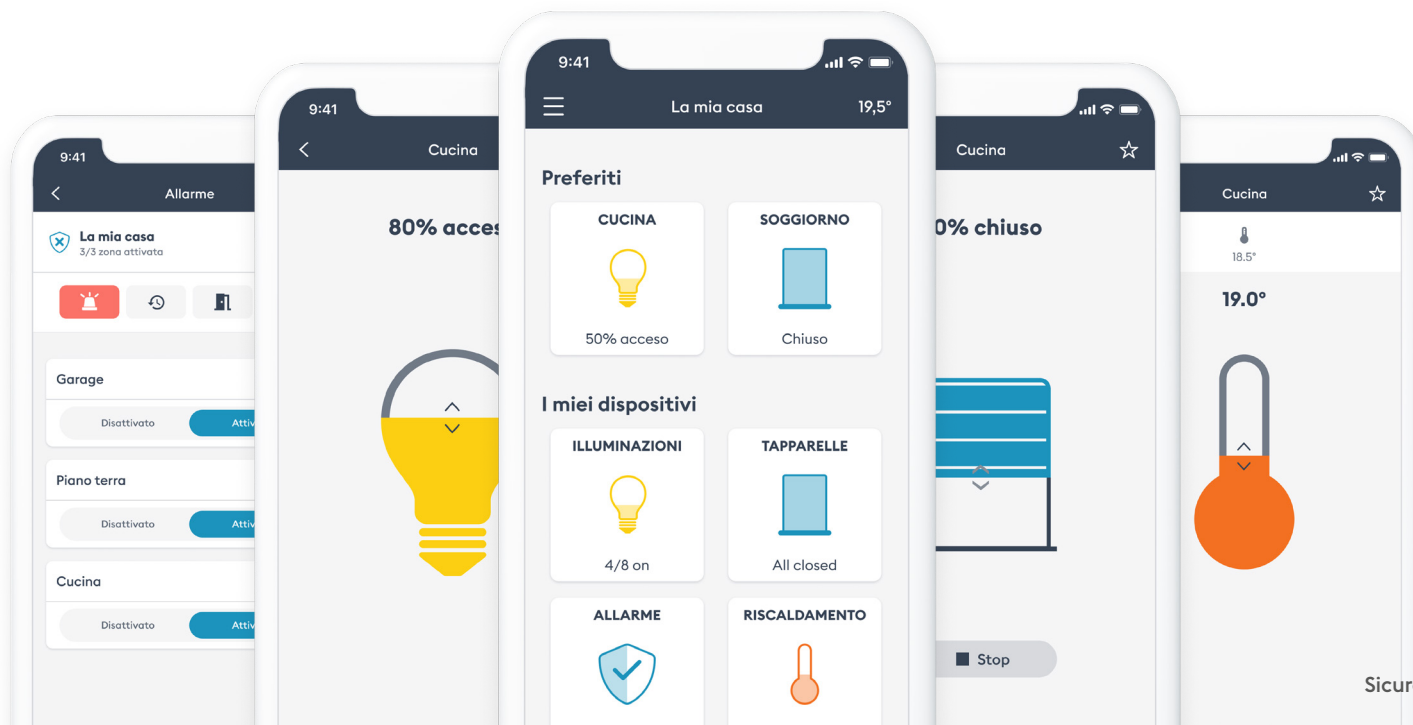 9:41
Allarme
La mia casa
3/3 zona attivata
Garage
Disattivato
Piano terra
Disattivato
Cucina
Disattivato
9:41
Cucina
80%
9:41
La mia casa 19,5°
Preferiti
CUCINA SOGGIORNO
50% acceso Chiuso
I miei dispositivi
ILLUMINAZIONI TAPPARELLE
4/8 on All closed
ALLARME RISCALDAMENTO
Cucina
chiuso
Stop
Cucina
18.5°
19.0°